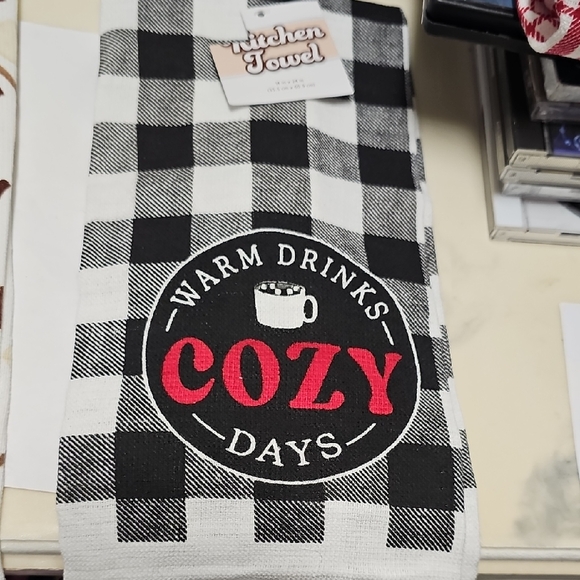 Kitchen
Towel
WARM DRINKS
COZY
DAYS